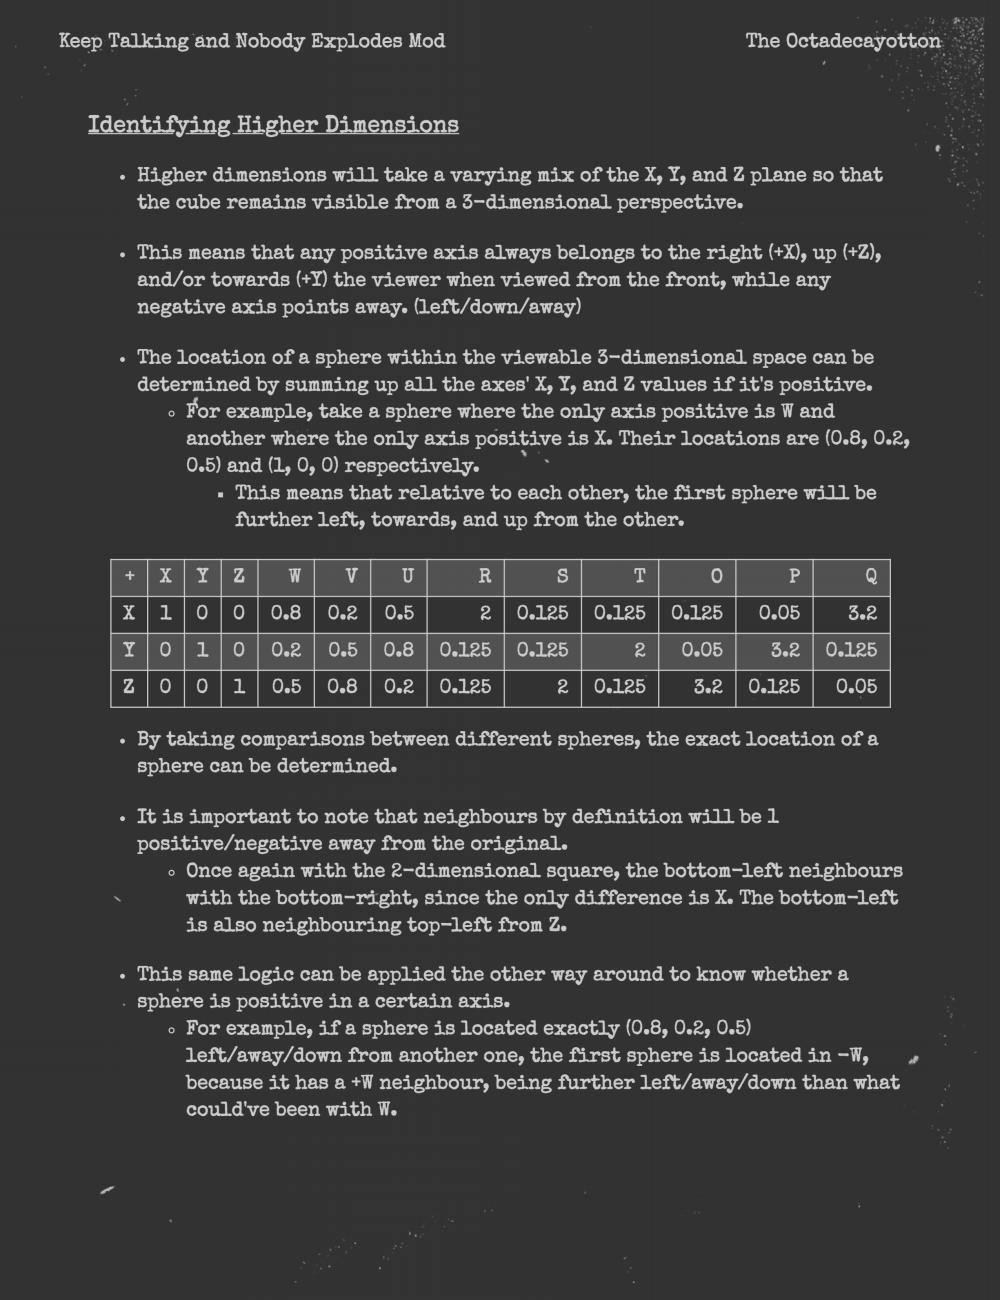 Keep Talking and Nobody Explodes Mod
The Octadecayotton
Identifying Higher Dimensions
• Higher dimensions will take a varying mix of the X, Y, and Z plane so that
the cube remains visible from a 3-dimensional perspective.
• This means that any positive axis always belongs to the right (+X), up (+Z),
and/or towards (+Y) the viewer when viewed from the front, while any
negative axis points away. (left/down/away)
• The location of a sphere within the viewable 3-dimensional space can be
determined by summing up all the axes' X, Y, and Z values if it's positive.
◦ For example, take a sphere where the only axis positive is W and
another where the only axis positive is X. Their locations are (0.8, 0.2,
0.5) and (1, 0, 0) respectively.
▪ This means that relative to each other, the first sphere will be
further left, towards, and up from the other.
+ X Y Z W V U R S T O P Q
X 1 0 0 0.8 0.2 0.5 2 0.125 0.125 0.125 0.05 3.2
Y 0 1 0 0.2 0.5 0.8 0.125 0.125 2 0.05 3.2 0.125
Z 0 0 1 0.5 0.8 0.2 0.125 2 0.125 3.2 0.125 0.05
• By taking comparisons between different spheres, the exact location of a
sphere can be determined.
• It is important to note that neighbours by definition will be 1
positive/negative away from the original.
◦ Once again with the 2-dimensional square, the bottom-left neighbours
with the bottom-right, since the only difference is X. The bottom-left
is also neighbouring top-left from Z.
• This same logic can be applied the other way around to know whether a
sphere is positive in a certain axis.
◦ For example, if a sphere is located exactly (0.8, 0.2, 0.5)
left/away/down from another one, the first sphere is located in -W,
because it has a +W neighbour, being further left/away/down than what
could've been with W.